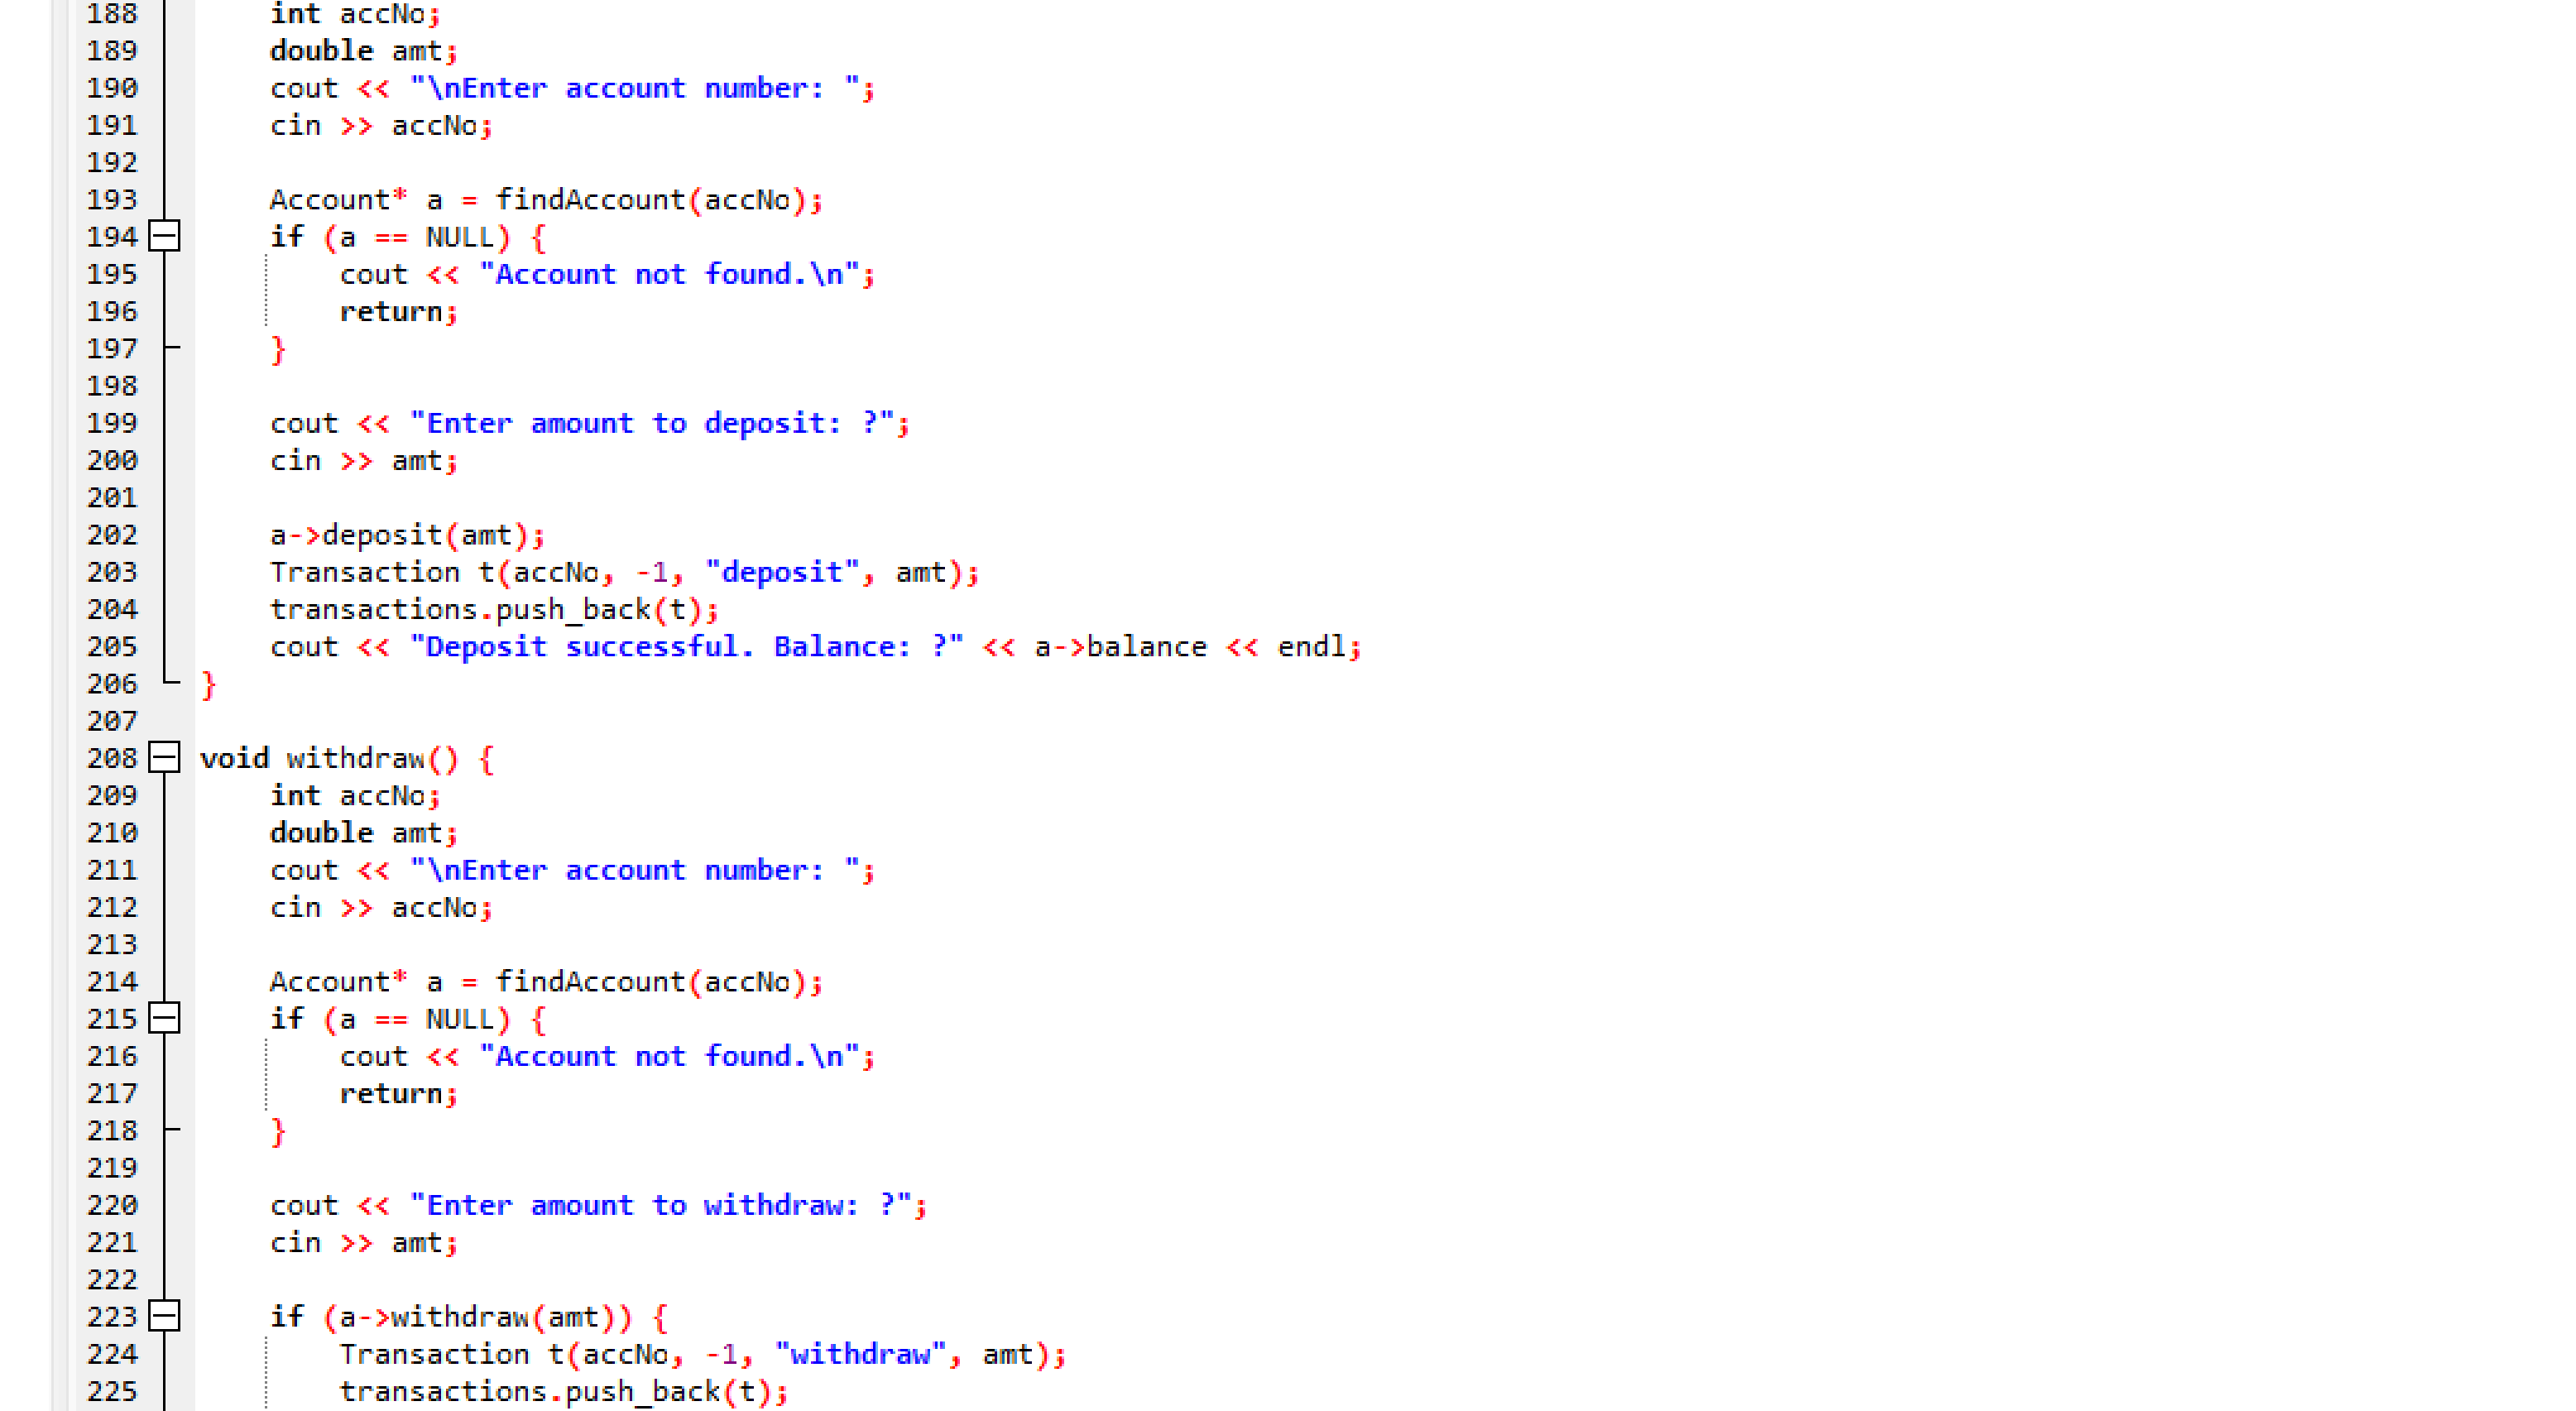 188 int accNo;
189 double amt;
190 cout << "\nEnter account number: ";
191 cin >> accNo;
192
193 Account* a = findAccount(accNo);
194 if (a == NULL) {
195 cout << "Account not found.\n";
196 return;
197 }
198
199 cout << "Enter amount to deposit: ?";
200 cin >> amt;
201
202 a->deposit(amt);
203 Transaction t(accNo, -1, "deposit", amt);
204 transactions.push_back(t);
205 cout << "Deposit successful. Balance: ?" << a->balance << endl;
206 }
207
208 void withdraw() {
209 int accNo;
210 double amt;
211 cout << "\nEnter account number: ";
212 cin >> accNo;
213
214 Account* a = findAccount(accNo);
215 if (a == NULL) {
216 cout << "Account not found.\n";
217 return;
218 }
219
220 cout << "Enter amount to withdraw: ?";
221 cin >> amt;
222
223 if (a->withdraw(amt)) {
224 Transaction t(accNo, -1, "withdraw", amt);
225 transactions.push_back(t);